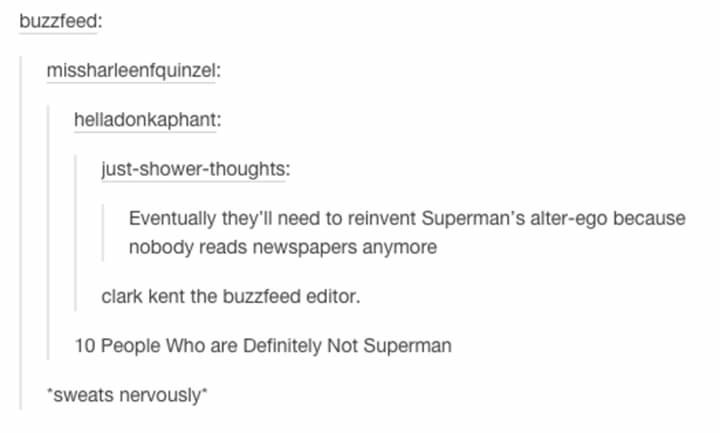 buzzfeed:
missharleenfquinzel:
helladonkaphant:
just-shower-thoughts:
Eventually they'll need to reinvent Superman's alter-ego because
nobody reads newspapers anymore
clark kent the buzzfeed editor.
10 People Who are Definitely Not Superman
*sweats nervously*